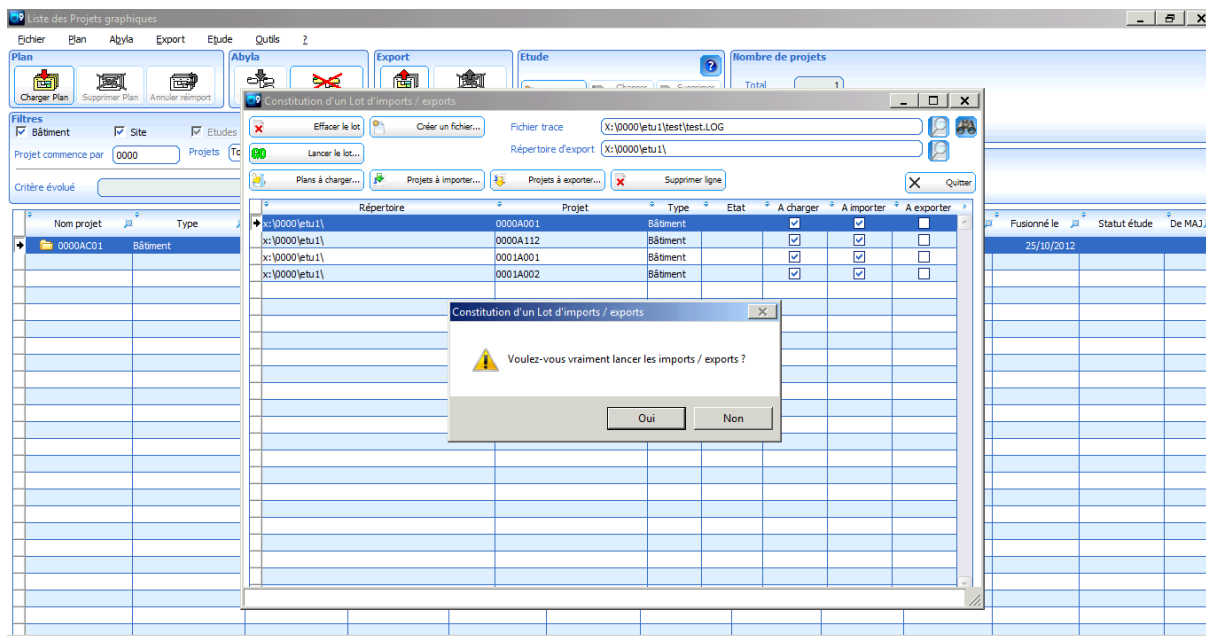 Liste des Projets graphiques
Fichier Plan Abyla Export Etude Outils ?
Plan
Charger Plan
Supprimer Plan
Annuler réimport
Abyla
Export
Etude
Changer
Supprimer
?
Nombre de projets
Total 1
Filtres
Bâtiment
Site
Etudes
Projet commence par 0000 Projets
Critère évolué
Nom projet Type Fusionné le Statut étude De MAJ
0000AC01 Bâtiment 25/10/2012
Constitution d'un Lot d'imports / exports
Effacer le lot
Créer un fichier...
Fichier trace X:\0000\etu1\test\test.LOG
GO Lancer le lot...
Répertoire d'export X:\0000\etu1\
Plans à charger...
Projets à importer...
Projets à exporter...
Supprimer ligne
Quitter
Répertoire Projet Type Etat A charger A importer A exporter
x:\0000\etu1\ 0000A001 Bâtiment
x:\0000\etu1\ 0000A112 Bâtiment
x:\0000\etu1\ 0001A001 Bâtiment
x:\0000\etu1\ 0001A002 Bâtiment
Constitution d'un Lot d'imports / exports
Voulez-vous vraiment lancer les imports / exports ?
Oui
Non